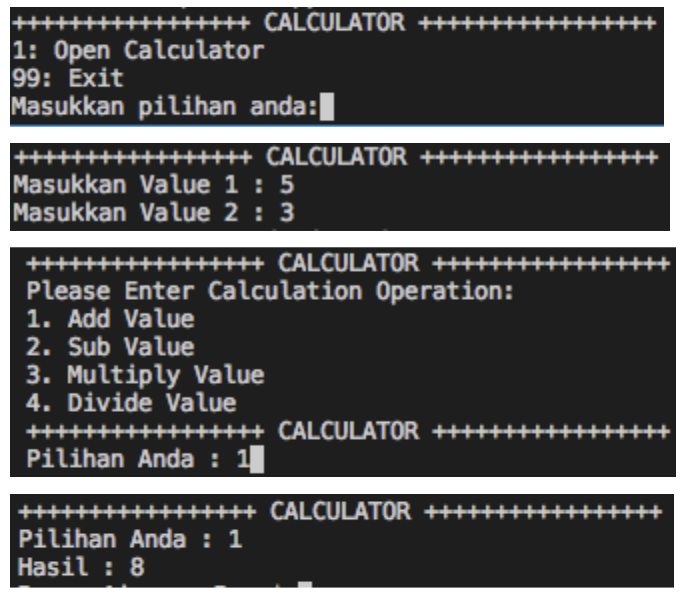 +++++++++++++++++ CALCULATOR +++++++++++++++++
1: Open Calculator
99: Exit
Masukkan pilihan anda:
+++++++++++++++++ CALCULATOR +++++++++++++++++
Masukkan Value 1 : 5
Masukkan Value 2 : 3
+++++++++++++++++ CALCULATOR +++++++++++++++++
Please Enter Calculation Operation:
1. Add Value
2. Sub Value
3. Multiply Value
4. Divide Value
+++++++++++++++++ CALCULATOR +++++++++++++++++
Pilihan Anda : 1
+++++++++++++++++ CALCULATOR +++++++++++++++++
Pilihan Anda : 1
Hasil : 8